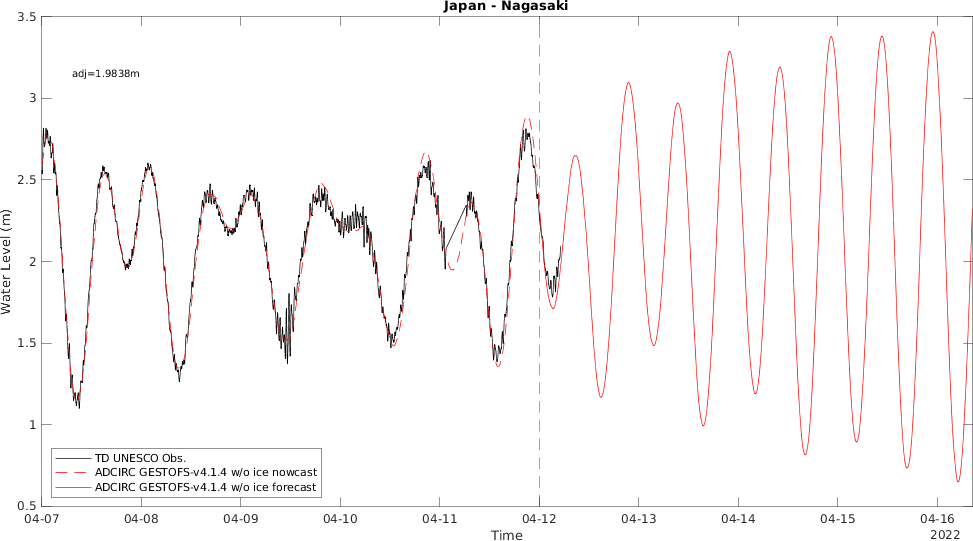 Japan - Nagasaki
3.5
adj=1.9838m
3
2.5
2
1.5
1
0.5
Water Level (m)
TD UNESCO Obs.
ADCIRC GESTOFS-v4.1.4 w/o ice nowcast
ADCIRC GESTOFS-v4.1.4 w/o ice forecast
04-07 04-08 04-09 04-10 04-11 04-12 04-13 04-14 04-15 04-16
2022
Time